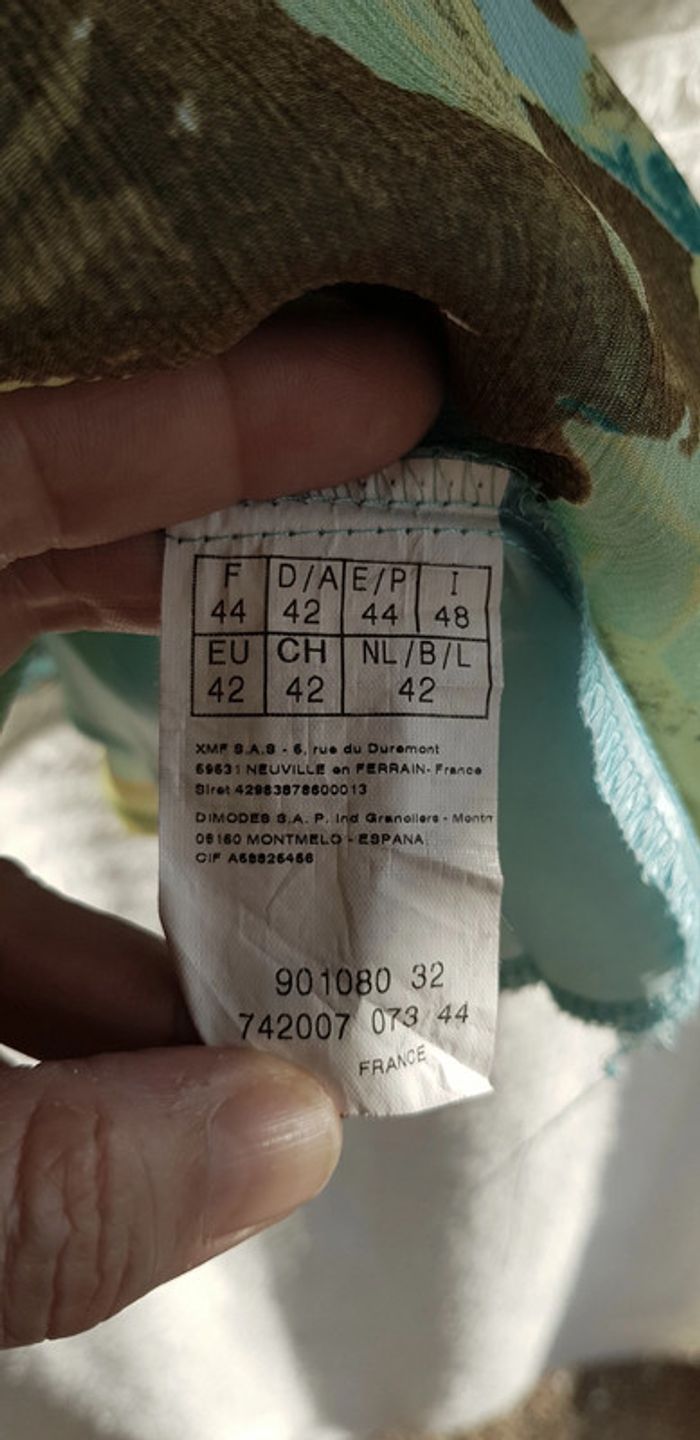 F D/A E/P I
44 42 44 48
EU CH NL/B/L
42 42 42
XMF S.A.S - 6, rue du Duremont
59531 NEUVILLE en FERRAIN - France
Siret 42983878600013
DIMODES S.A. P. Ind Granollers - Montm
08160 MONTMELO - ESPANA
CIF A58825456
901080 32
742007 073 44
FRANCE